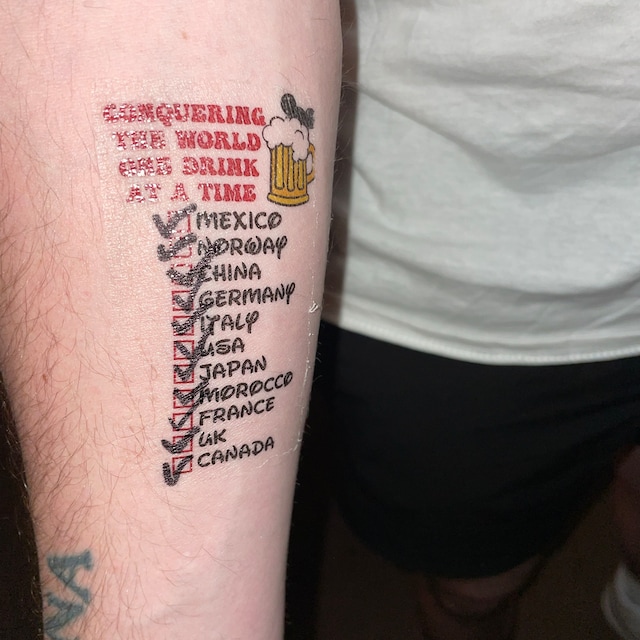 CONQUERING
THE WORLD
ONE DRINK
AT A TIME
MEXICO
NORWAY
CHINA
GERMANY
ITALY
USA
JAPAN
MOROCCO
FRANCE
UK
CANADA